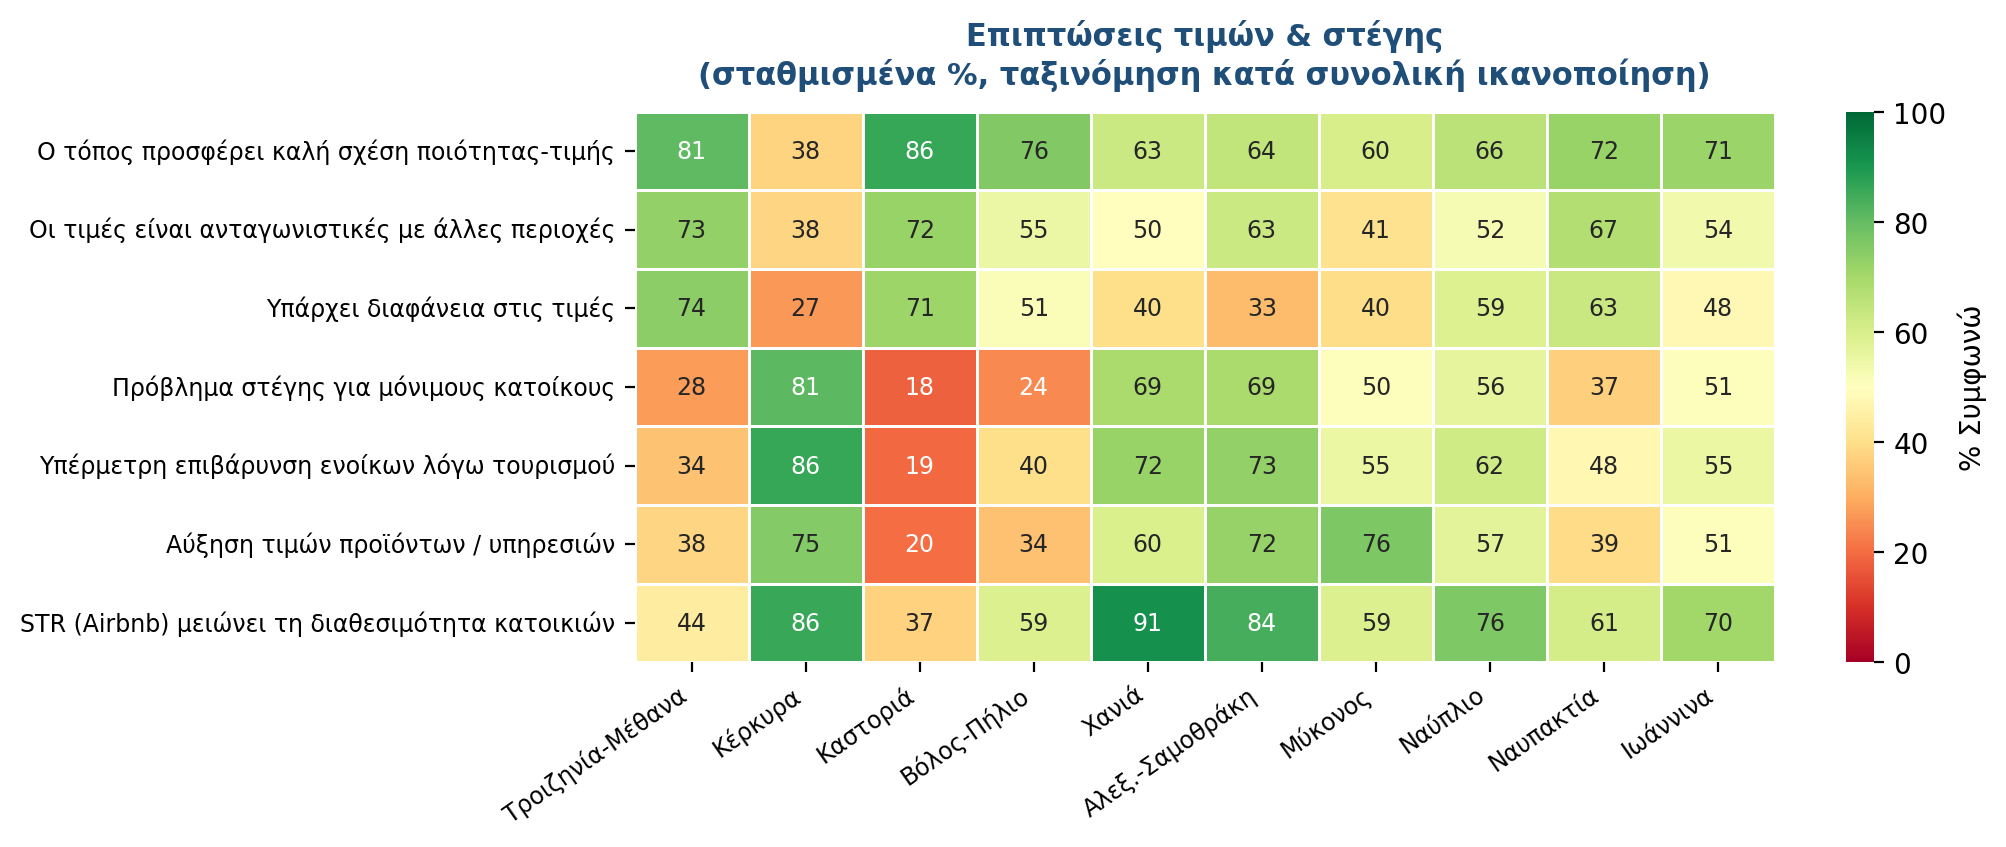 Επιπτώσεις τιμών & στέγης
(σταθμισμένα %, ταξινόμηση κατά συνολική ικανοποίηση)
Ο τόπος προσφέρει καλή σχέση ποιότητας-τιμής 81 38 86 76 63 64 60 66 72 71
Οι τιμές είναι ανταγωνιστικές με άλλες περιοχές 73 38 72 55 50 63 41 52 67 54
Υπάρχει διαφάνεια στις τιμές 74 27 71 51 40 33 40 59 63 48
Πρόβλημα στέγης για μόνιμους κατοίκους 28 81 18 24 69 69 50 56 37 51
Υπέρμετρη επιβάρυνση ενοίκων λόγω τουρισμού 34 86 19 40 72 73 55 62 48 55
Αύξηση τιμών προϊόντων / υπηρεσιών 38 75 20 34 60 72 76 57 39 51
STR (Airbnb) μειώνει τη διαθεσιμότητα κατοικιών 44 86 37 59 91 84 59 76 61 70
Τροιζηνία-Μέθανα
Κέρκυρα
Καστοριά
Βόλος-Πήλιο
Χανιά
Αλεξ.-Σαμοθράκη
Μύκονος
Ναύπλιο
Ναυπακτία
Ιωάννινα
100
80
60
40
20
0
% Συμφωνώ